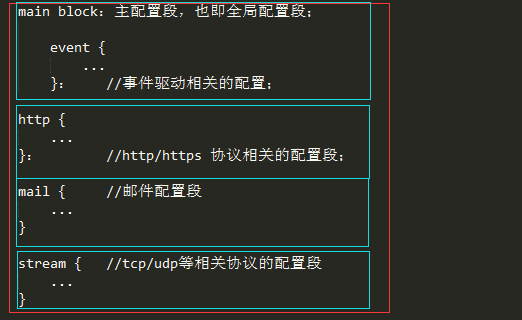 main block：主配置段，也即全局配置段；
event {
...
}：    //事件驱动相关的配置；
http {
...
}：    //http/https 协议相关的配置段；
mail {    //邮件配置段
...
}
stream {    //tcp/udp等相关协议的配置段
...
}